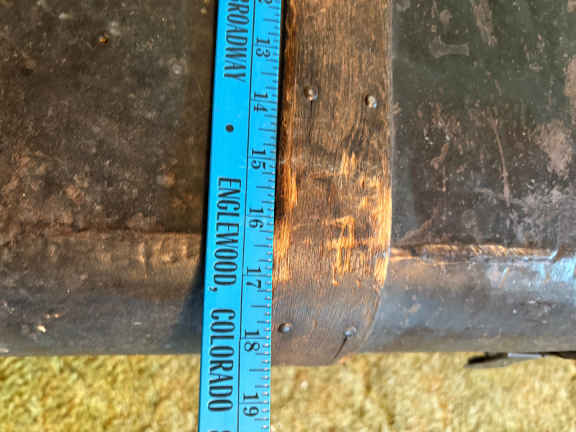 BROADWAY • ENGLEWOOD, COLORADO
13 14 15 16 17 18 19